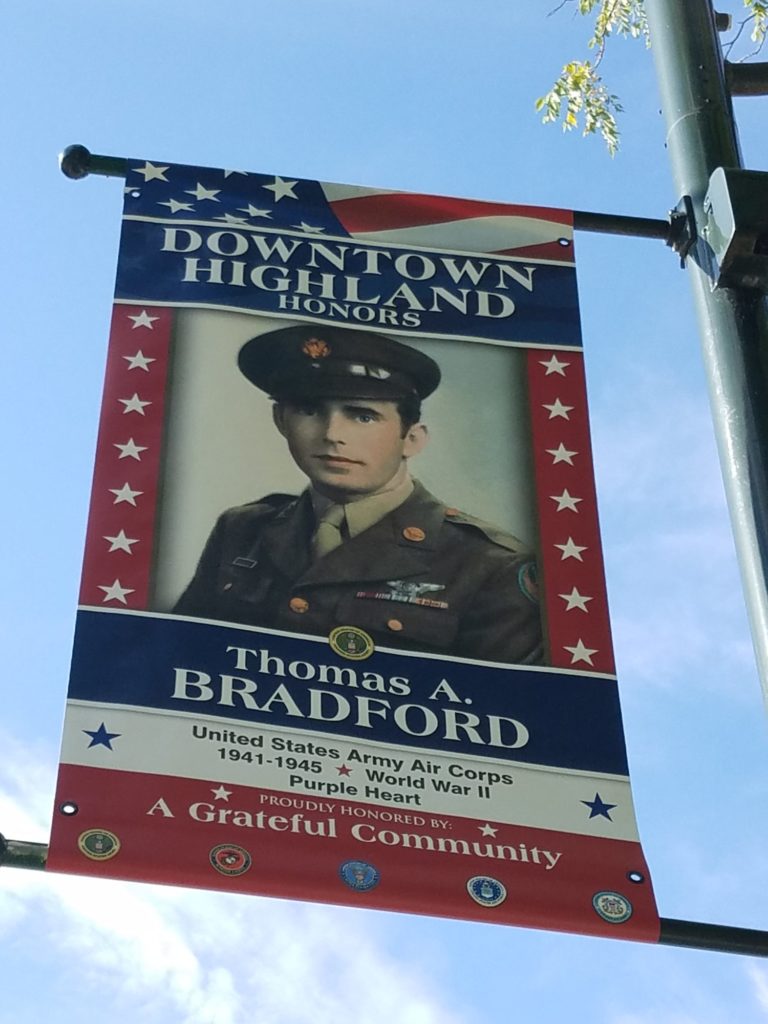 DOWNTOWN
HIGHLAND
HONORS
Thomas A.
BRADFORD
United States Army Air Corps
1941-1945 ★ World War II
Purple Heart
PROUDLY HONORED BY:
A Grateful Community